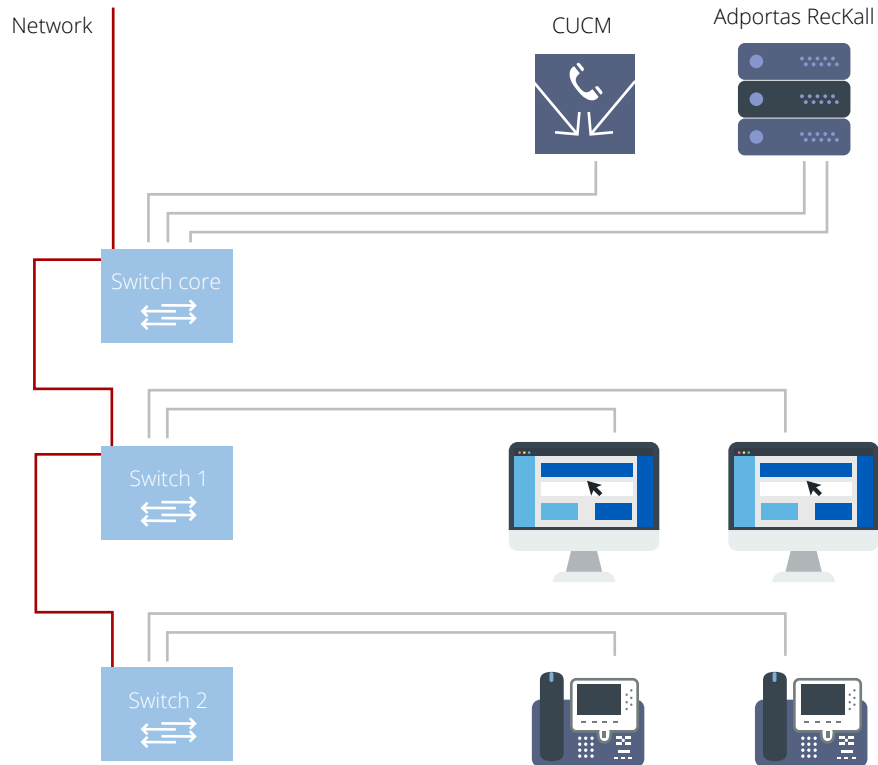 Network
CUCM
Adportas RecKall
Switch core
Switch 1
Switch 2